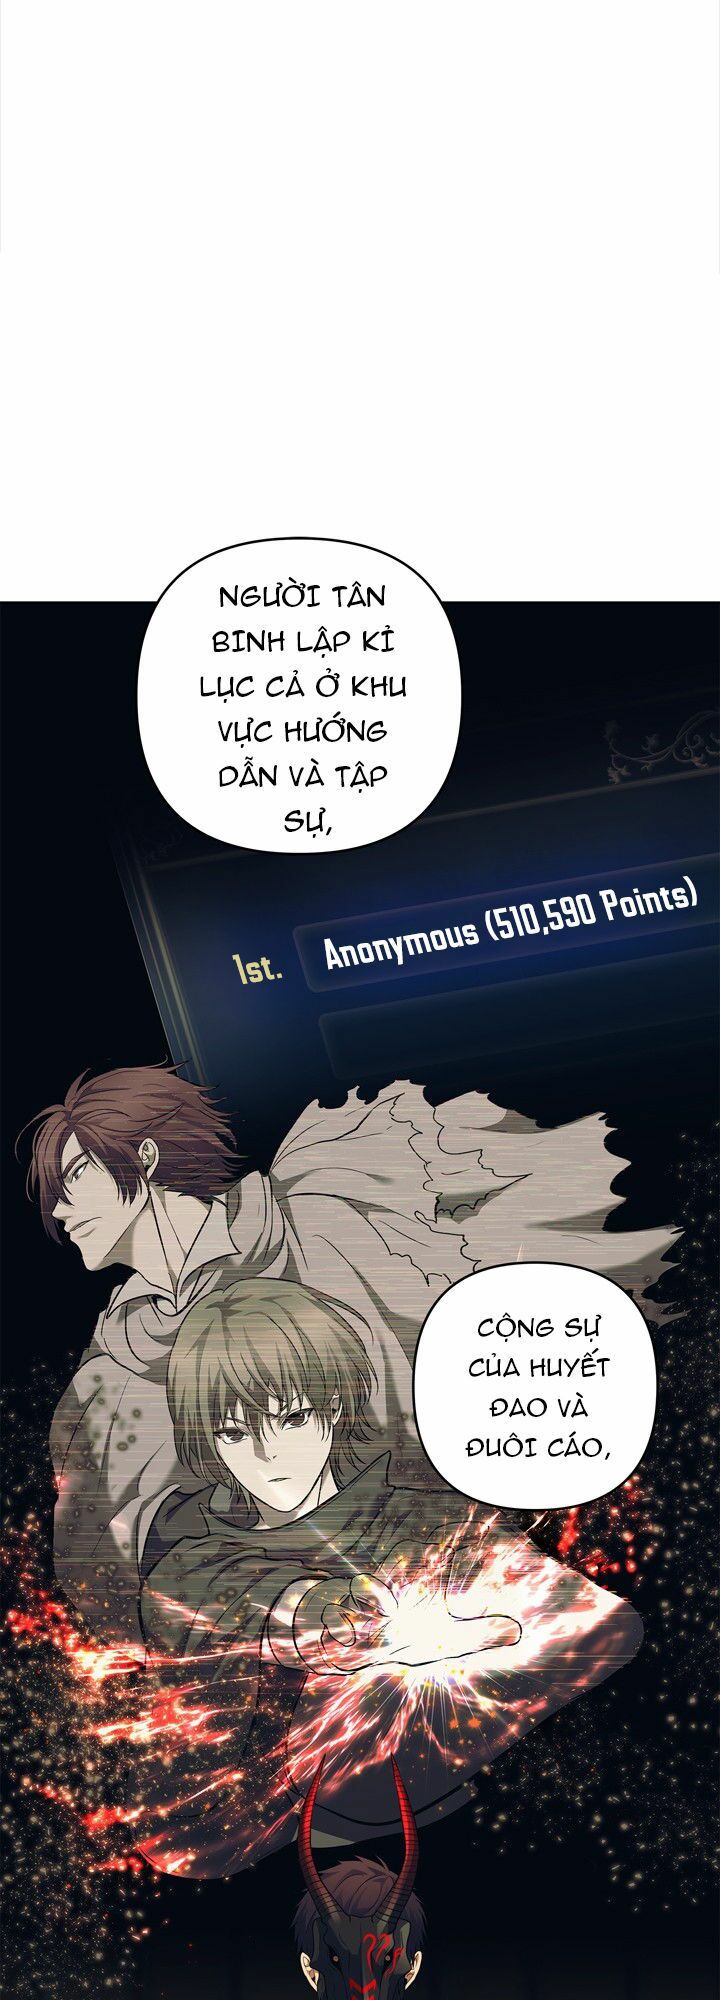 NGƯỜI TÂN
BINH LẬP KỈ
LỤC CẢ Ở KHU
VỰC HƯỚNG
DẪN VÀ TẬP
SỰ,
1st. Anonymous (510,590 Points)
CỘNG SỰ
CỦA HUYẾT
ĐAO VÀ
ĐUÔI CÁO,